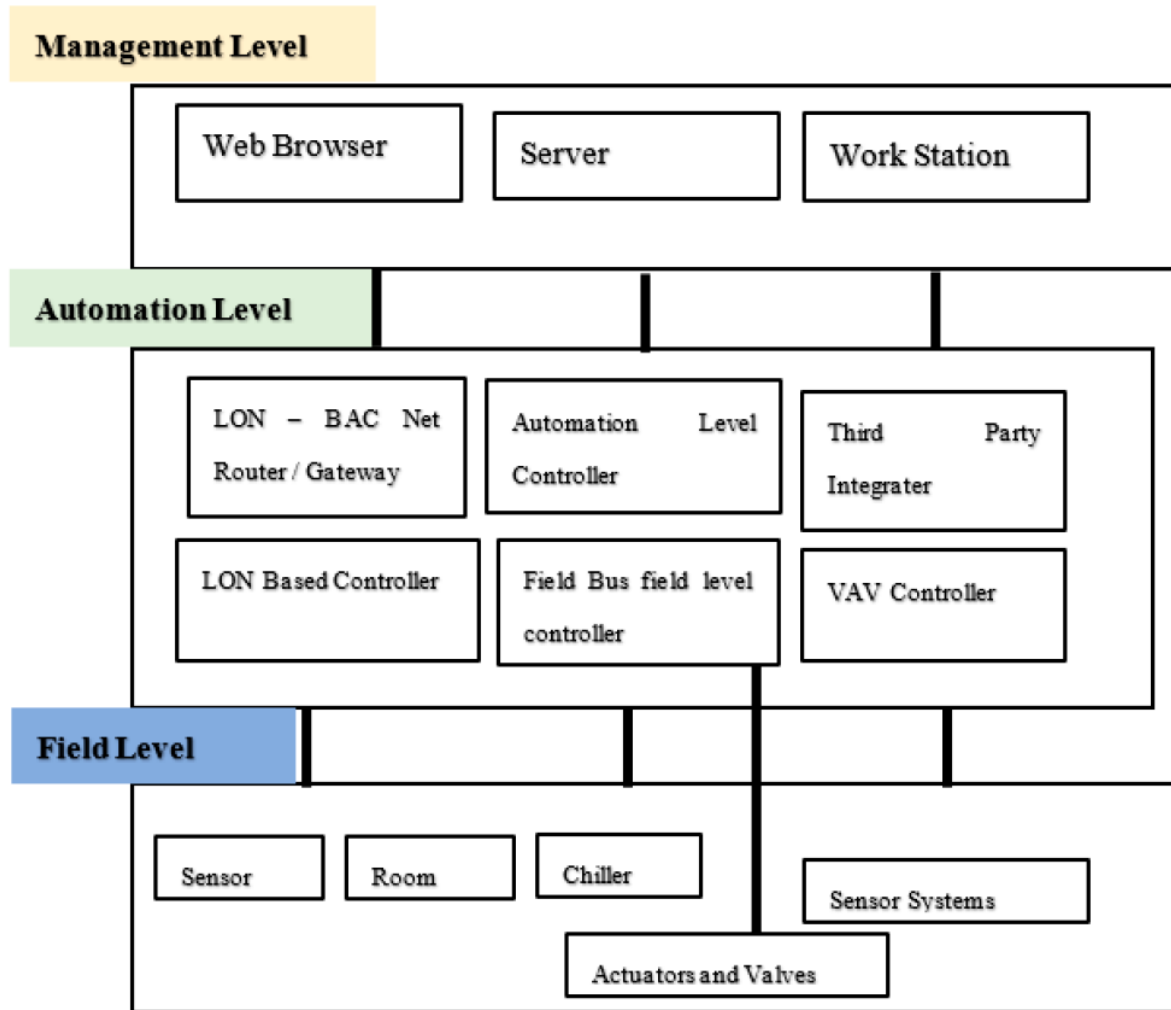 Management Level
Web Browser
Server
Work Station
Automation Level
LON – BAC Net
Router / Gateway
Automation Level
Controller
Third Party
Integrater
LON Based Controller
Field Bus field level
controller
VAV Controller
Field Level
Sensor
Room
Chiller
Sensor Systems
Actuators and Valves